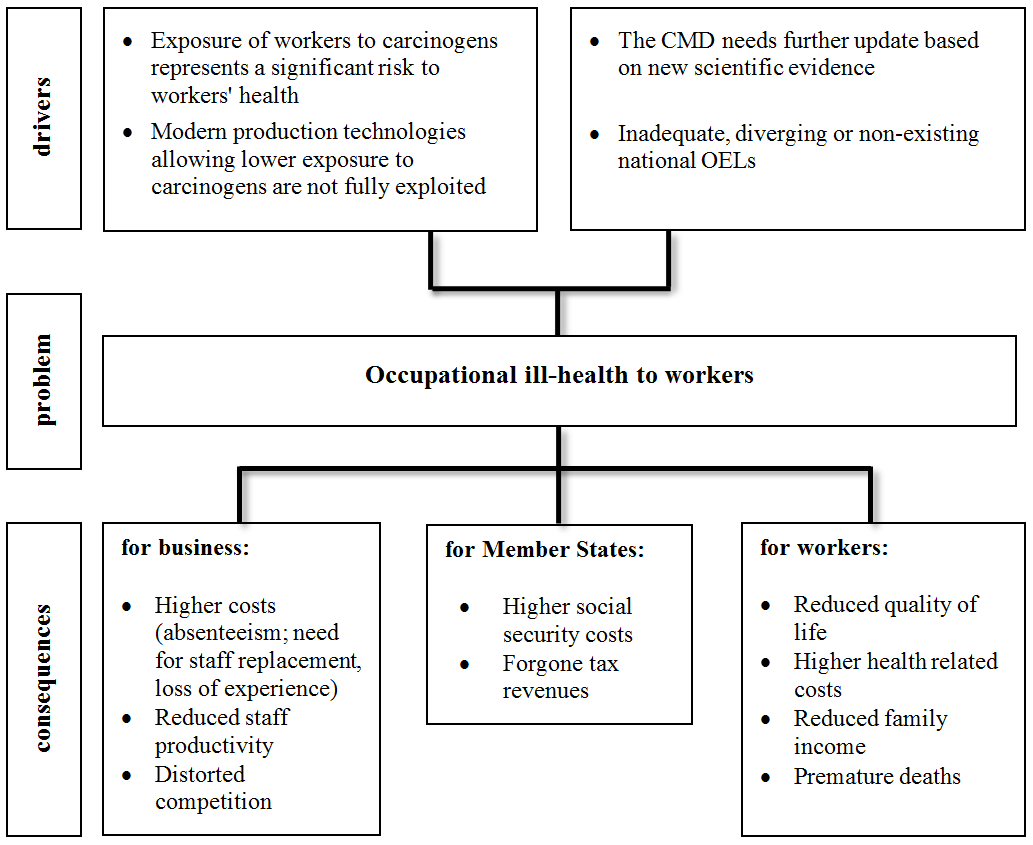 drivers
• Exposure of workers to carcinogens
represents a significant risk to
workers' health
• Modern production technologies
allowing lower exposure to
carcinogens are not fully exploited
• The CMD needs further update based
on new scientific evidence
• Inadequate, diverging or non-existing
national OELs
problem
Occupational ill-health to workers
consequences
for business:
• Higher costs
(absenteeism; need
for staff replacement,
loss of experience)
• Reduced staff
productivity
• Distorted
competition
for Member States:
• Higher social
security costs
• Forgone tax
revenues
for workers:
• Reduced quality of
life
• Higher health related
costs
• Reduced family
income
• Premature deaths